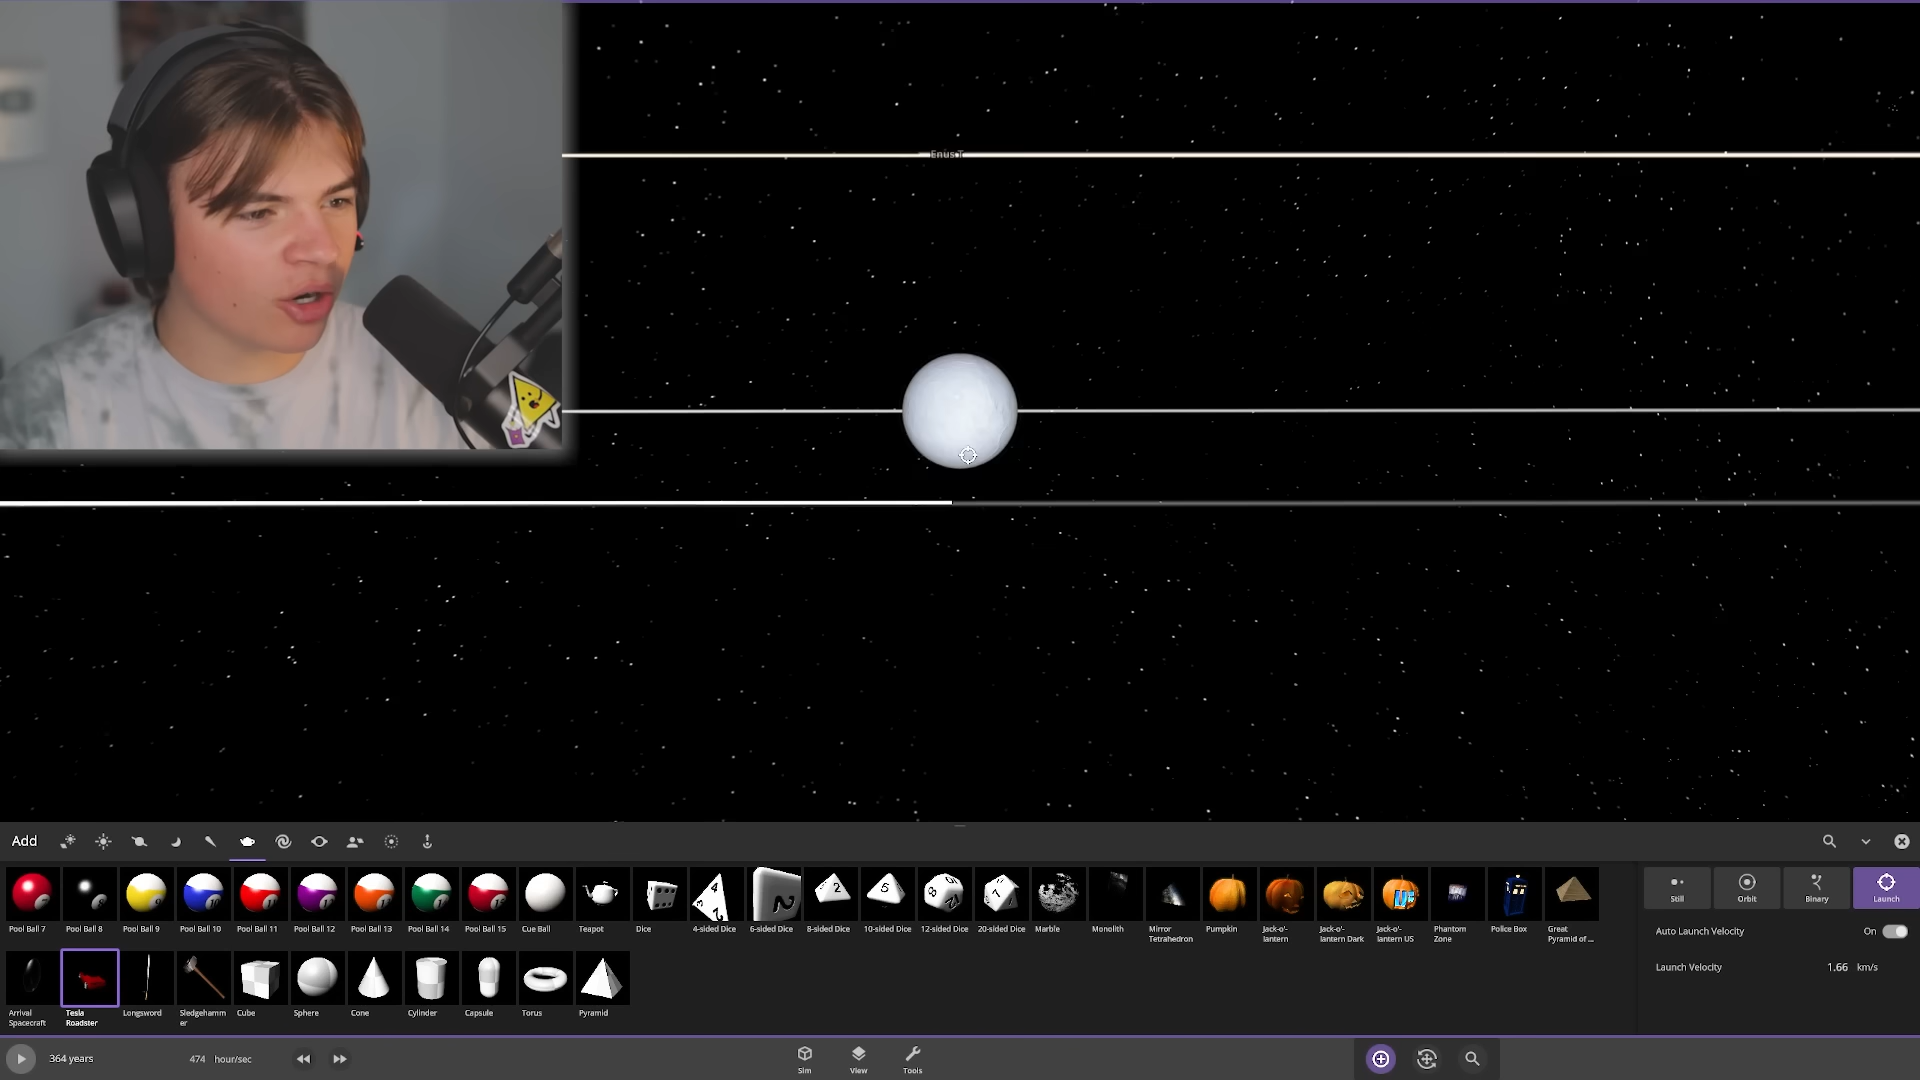 Enus T
Add
Pool Ball 7
Pool Ball 8
Pool Ball 9
Pool Ball 10
Pool Ball 11
Pool Ball 12
Pool Ball 13
Pool Ball 14
Pool Ball 15
Cue Ball
Teapot
Dice
4-sided Dice
6-sided Dice
8-sided Dice
10-sided Dice
12-sided Dice
20-sided Dice
Marble
Monolith
Mirror
Tetrahedron
Pumpkin
Jack-o'-
lantern
Jack-o'-
lantern Dark
Jack-o'-
lantern US
Phantom
Zone
Police Box
Great
Pyramid of ...
Arrival
Spacecraft
Tesla
Roadster
Longsword
Sledgehamm
er
Cube
Sphere
Cone
Cylinder
Capsule
Torus
Pyramid
Still
Orbit
Binary
Launch
Auto Launch Velocity On
Launch Velocity 1.66 km/s
364 years
474 hour/sec
Sim
View
Tools